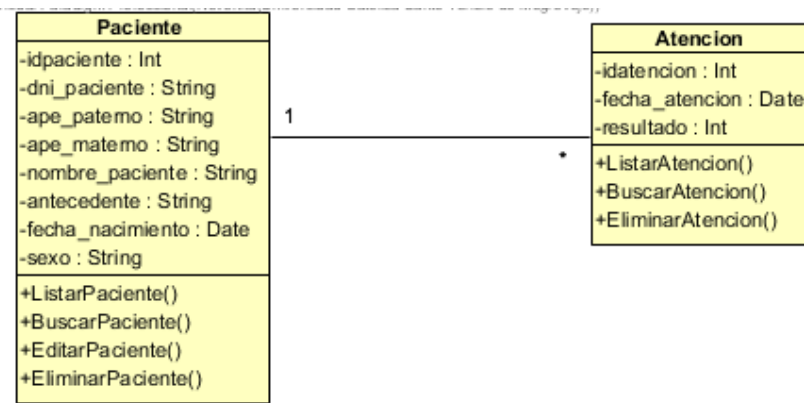 Paciente
-idpaciente : Int
-dni_paciente : String
-ape_paterno : String
-ape_materno : String
-nombre_paciente : String
-antecedente : String
-fecha_nacimiento : Date
-sexo : String
+ListarPaciente()
+BuscarPaciente()
+EditarPaciente()
+EliminarPaciente()
1
*
Atencion
-idatencion : Int
-fecha_atencion : Date
-resultado : Int
+ListarAtencion()
+BuscarAtencion()
+EliminarAtencion()